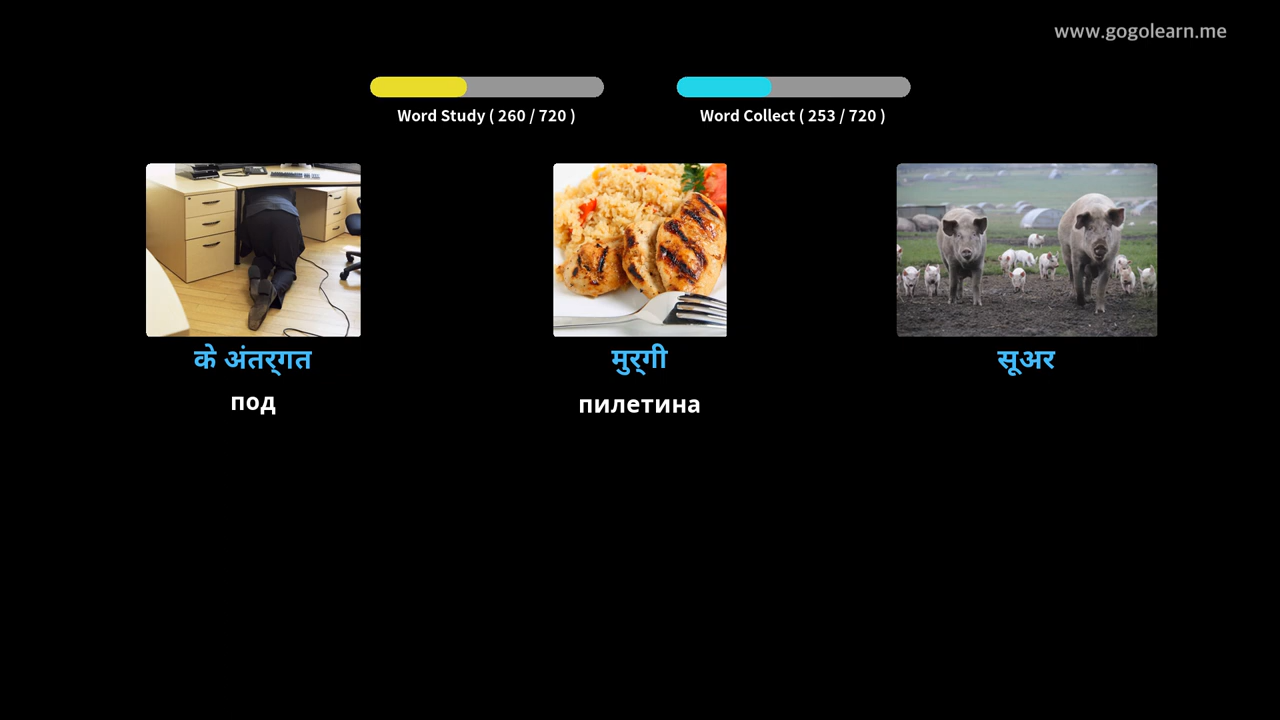 www.gogolearn.me
Word Study ( 260 / 720 )
Word Collect ( 253 / 720 )
के अंतर्गत
मुर्गी
सूअर
под
пилетина